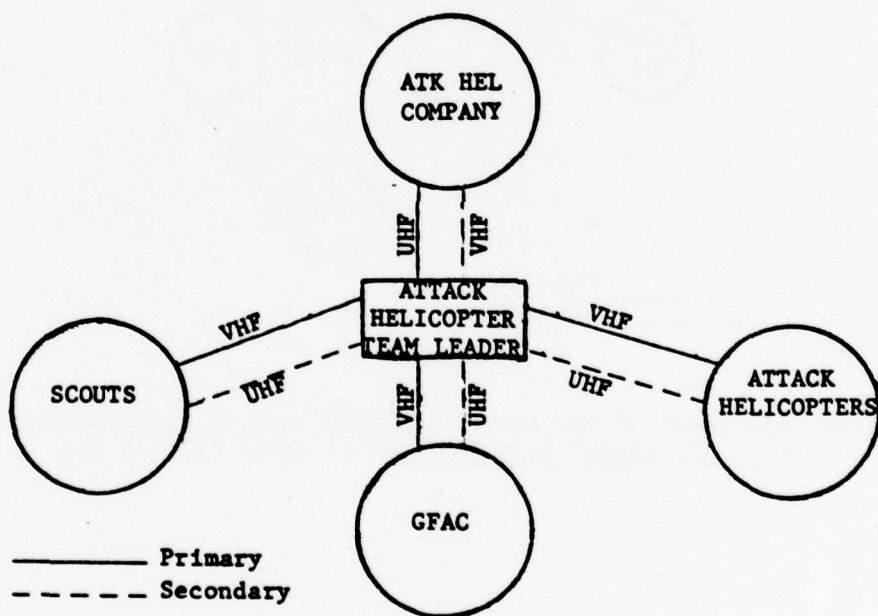 ATK HEL
COMPANY
UHF
VHF
ATTACK
HELICOPTER
TEAM LEADER
VHF
UHF
VHF
UHF
SCOUTS
ATTACK
HELICOPTERS
VHF
UHF
GFAC
Primary
Secondary